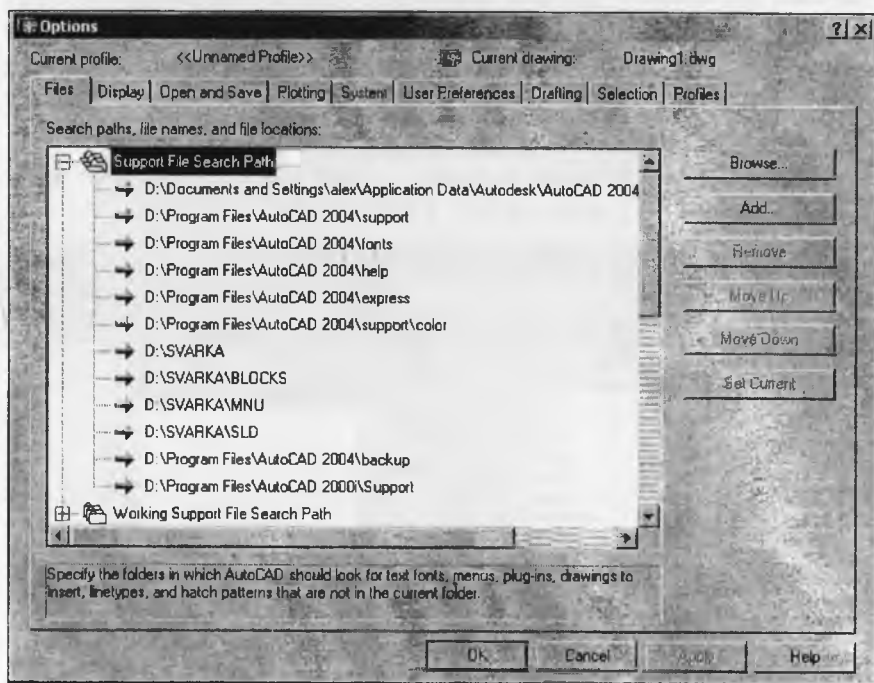 Options
Current profile: <<Unnamed Profile>> Current drawing: Drawing1.dwg
Files Display Open and Save Plotting System User Preferences Drafting Selection Profiles
Search paths, file names, and file locations:
Support File Search Path
D:\Documents and Settings\alex\Application Data\Autodesk\AutoCAD 2004
D:\Program Files\AutoCAD 2004\support
D:\Program Files\AutoCAD 2004\fonts
D:\Program Files\AutoCAD 2004\help
D:\Program Files\AutoCAD 2004\express
D:\Program Files\AutoCAD 2004\support\color
D:\SVARKA
D:\SVARKA\BLOCKS
D:\SVARKA\MNU
D:\SVARKA\SLD
D:\Program Files\AutoCAD 2004\backup
D:\Program Files\AutoCAD 2000i\Support
Working Support File Search Path
Browse...
Add...
Remove
Move Up
Move Down
Set Current
Specify the folders in which AutoCAD should look for text fonts, menus, plug-ins, drawings to
insert, linetypes, and hatch patterns that are not in the current folder.
OK Cancel Apply Help